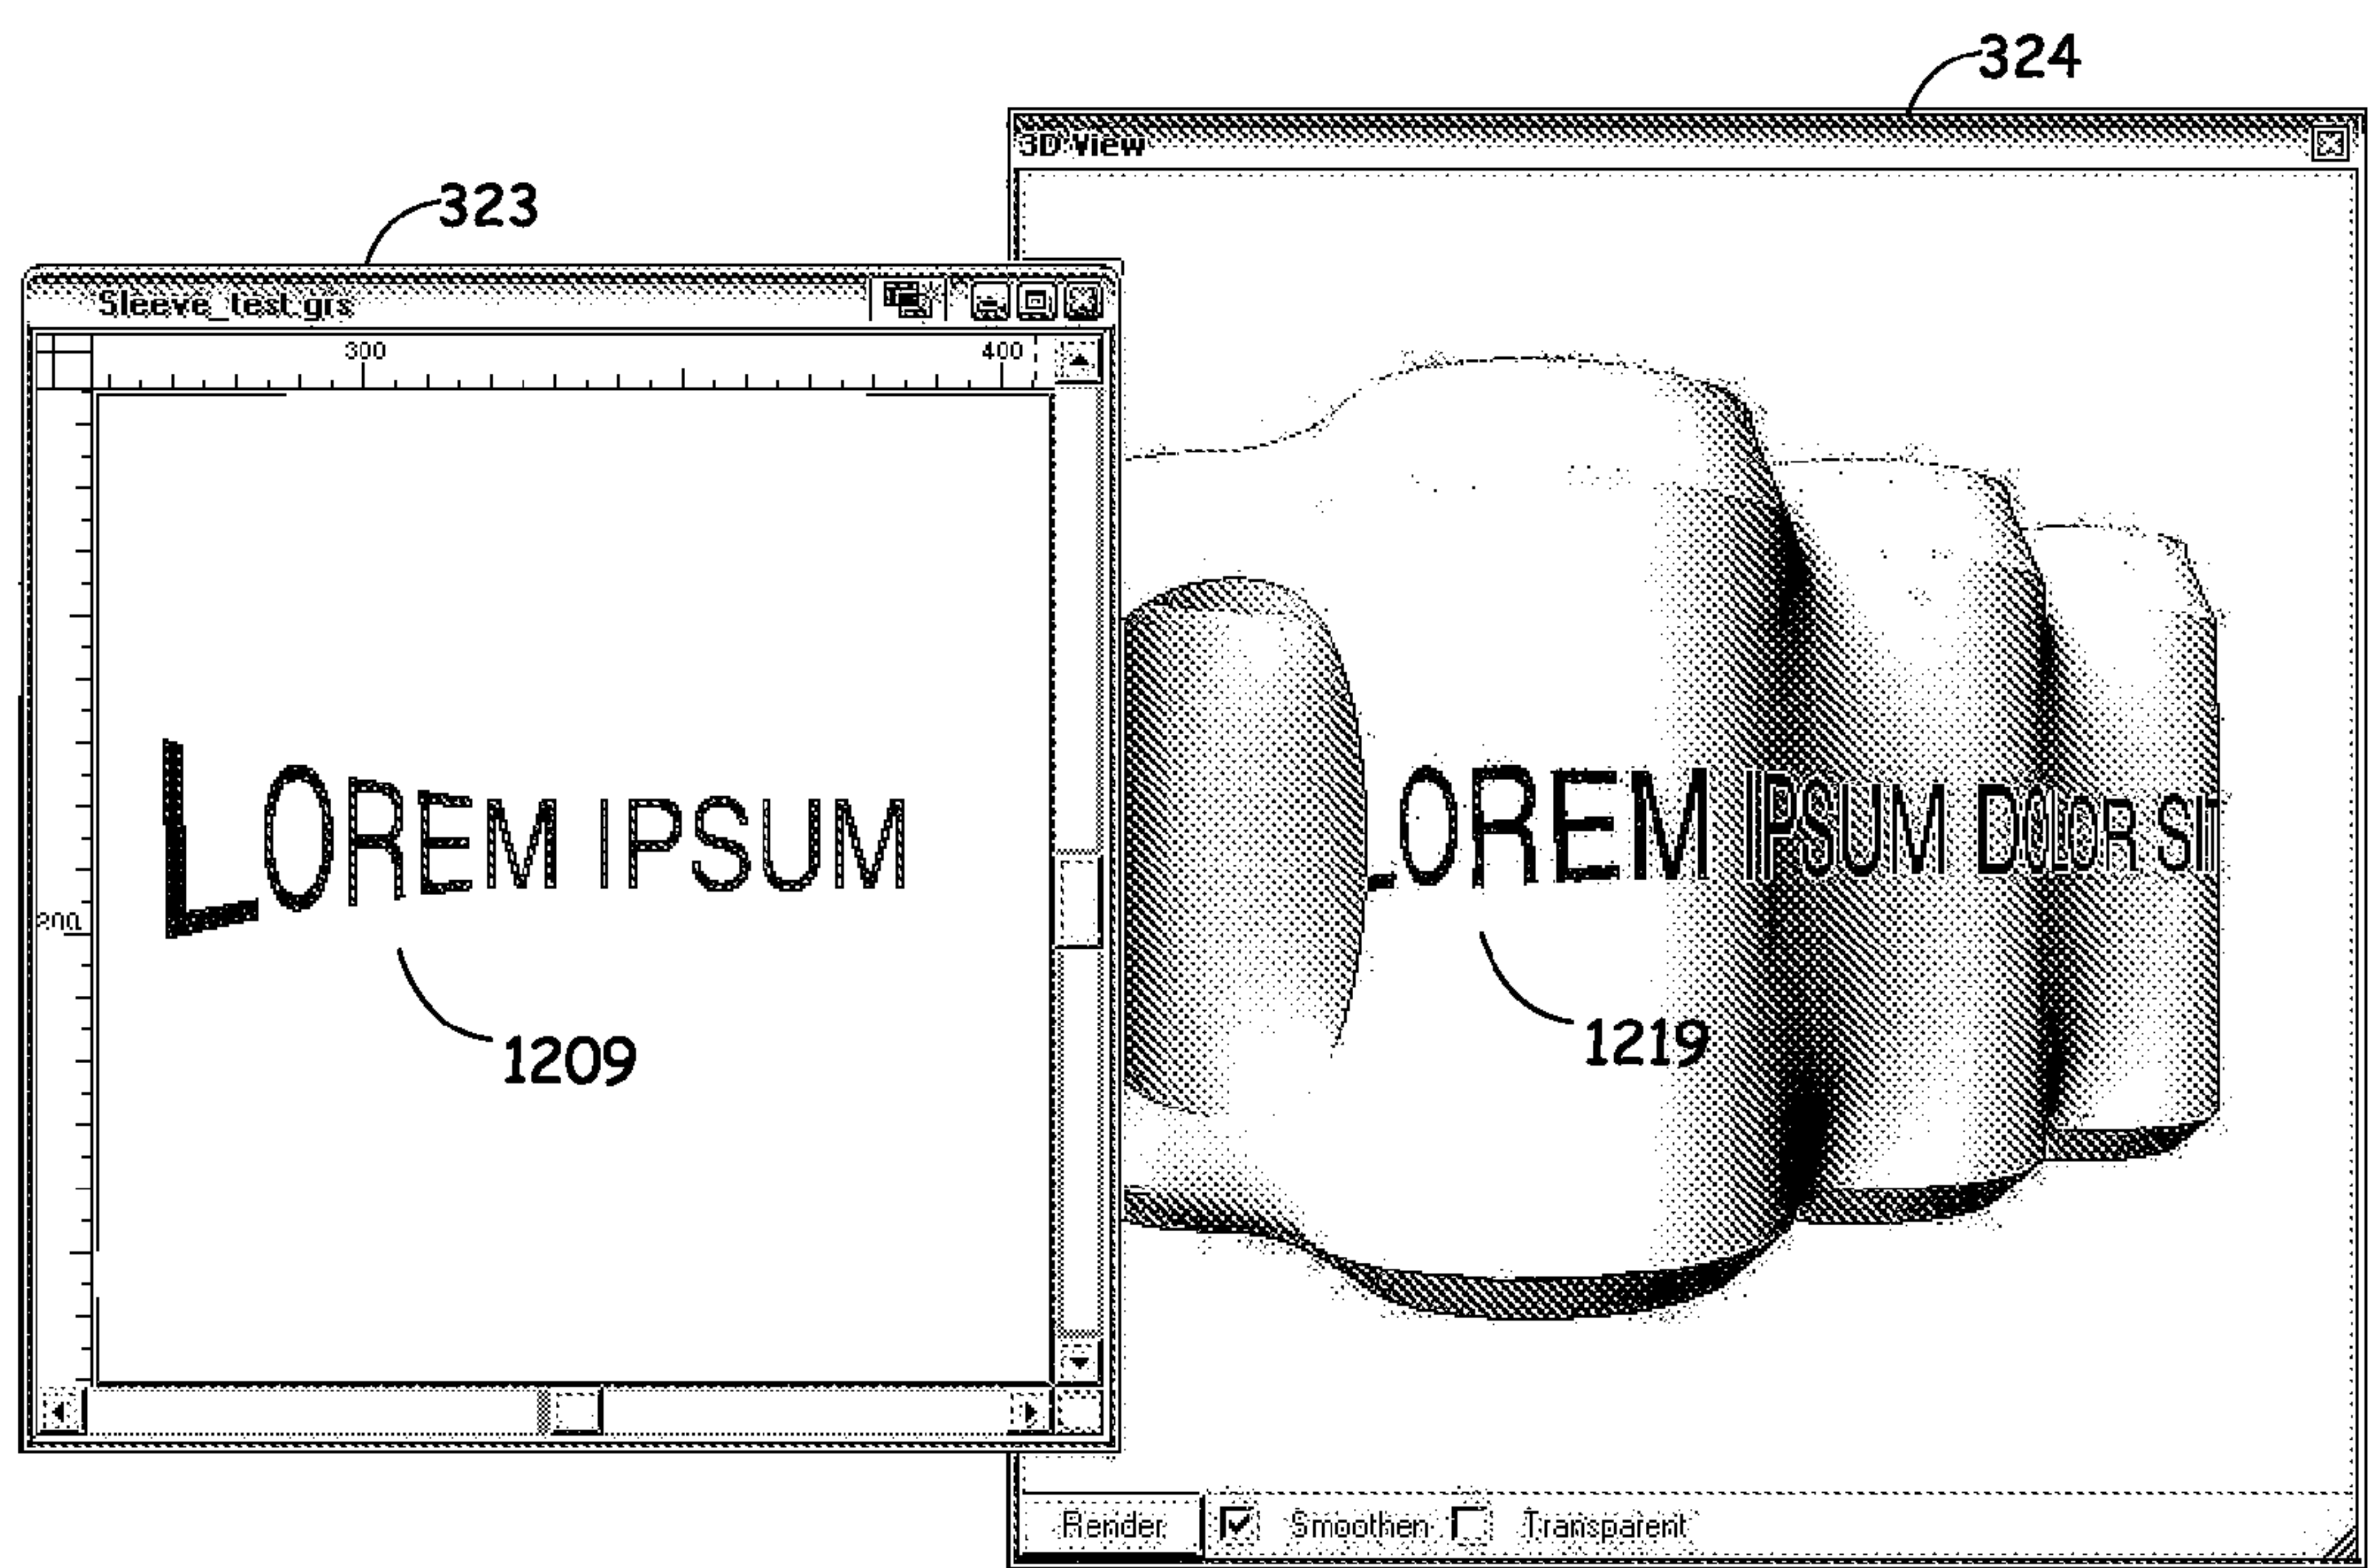 324
3D View
323
Sleeve_test.grs
300 400
LOREM IPSUM
200
1209
OREM IPSUM DOLOR SIT
1219
Render Smoothen Transparent